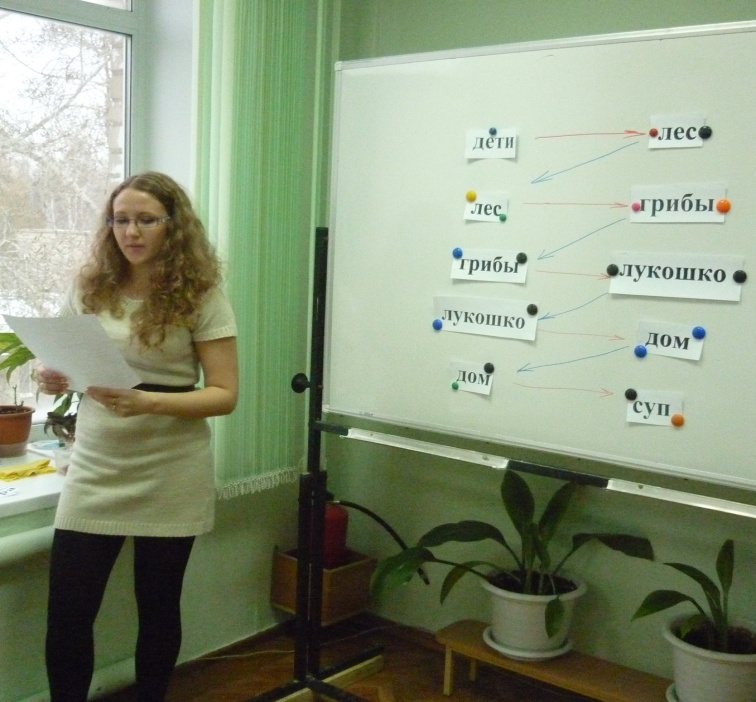 дети лес
лес грибы
грибы лукошко
лукошко дом
дом суп